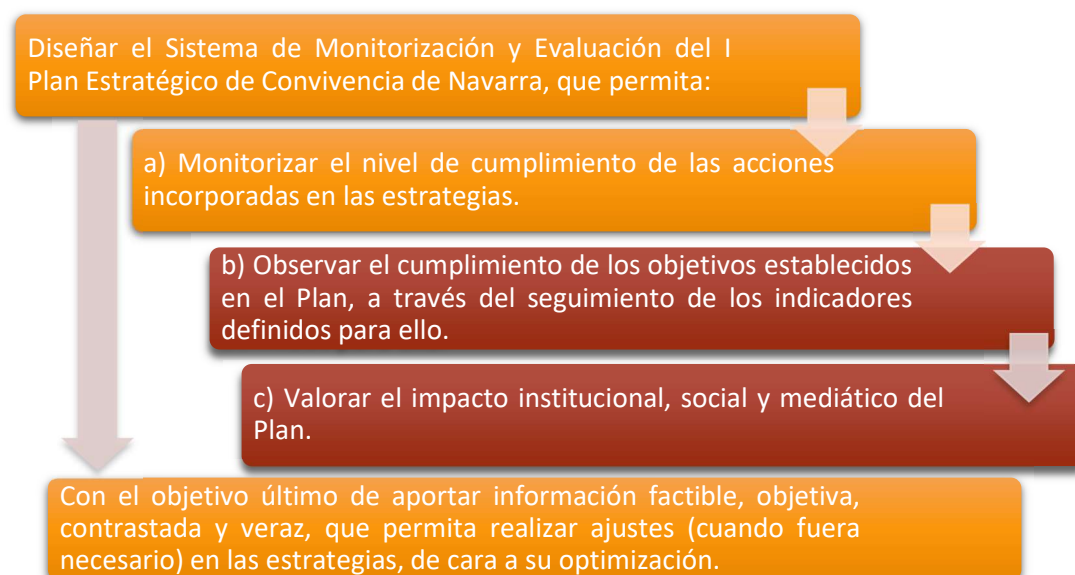 Diseñar el Sistema de Monitorización y Evaluación del I
Plan Estratégico de Convivencia de Navarra, que permita:
a) Monitorizar el nivel de cumplimiento de las acciones
incorporadas en las estrategias.
b) Observar el cumplimiento de los objetivos establecidos
en el Plan, a través del seguimiento de los indicadores
definidos para ello.
c) Valorar el impacto institucional, social y mediático del
Plan.
Con el objetivo último de aportar información factible, objetiva,
contrastada y veraz, que permita realizar ajustes (cuando fuera
necesario) en las estrategias, de cara a su optimización.